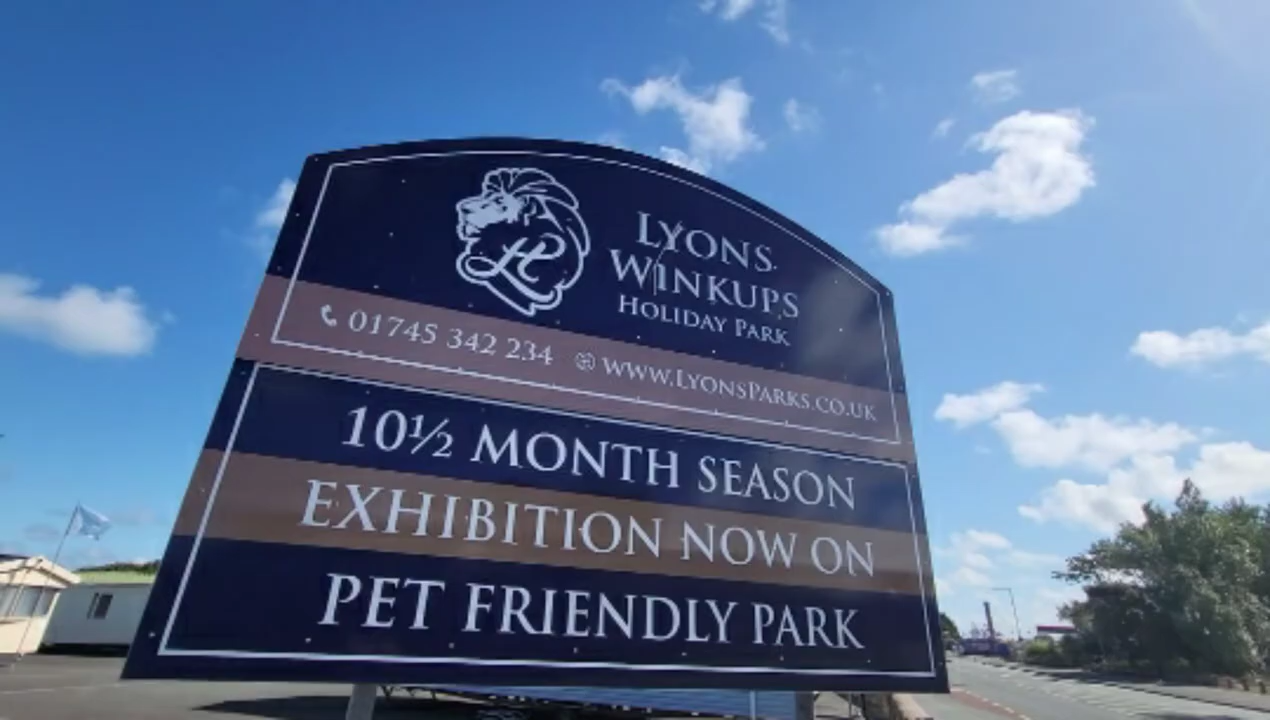 LYONS
WINKUPS
HOLIDAY PARK
01745 342 234 WWW.LYONSPARKS.CO.UK
10½ MONTH SEASON
EXHIBITION NOW ON
PET FRIENDLY PARK